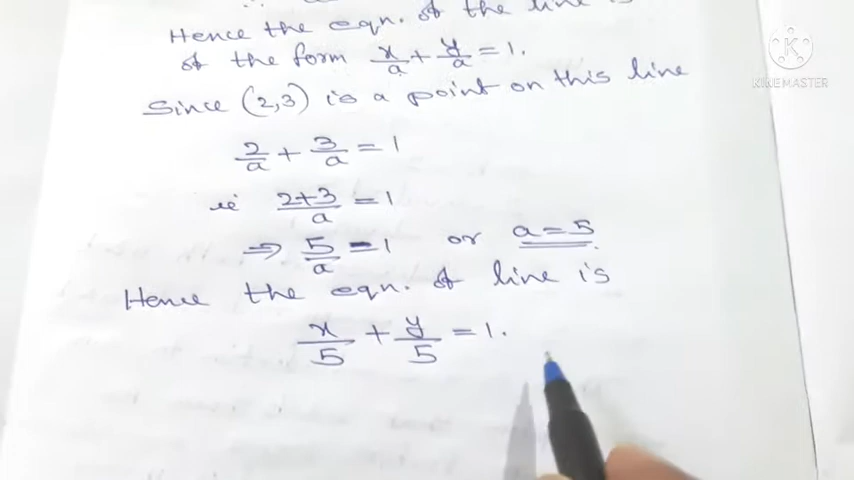 Hence the eqn. of the line is
of the form x/a + y/a = 1.
Since (2,3) is a point on this line
2/a + 3/a = 1
ie 2+3/a = 1
⇒ 5/a = 1 or a = 5
Hence the eqn. of line is
x/5 + y/5 = 1.
KINEMASTER